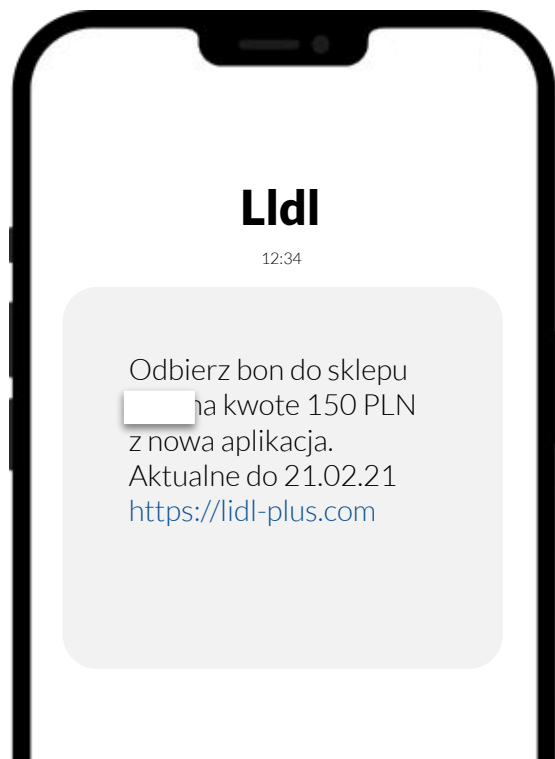 Lldl
12:34
Odbierz bon do sklepu
na kwote 150 PLN
z nowa aplikacja.
Aktualne do 21.02.21
https://lidl-plus.com